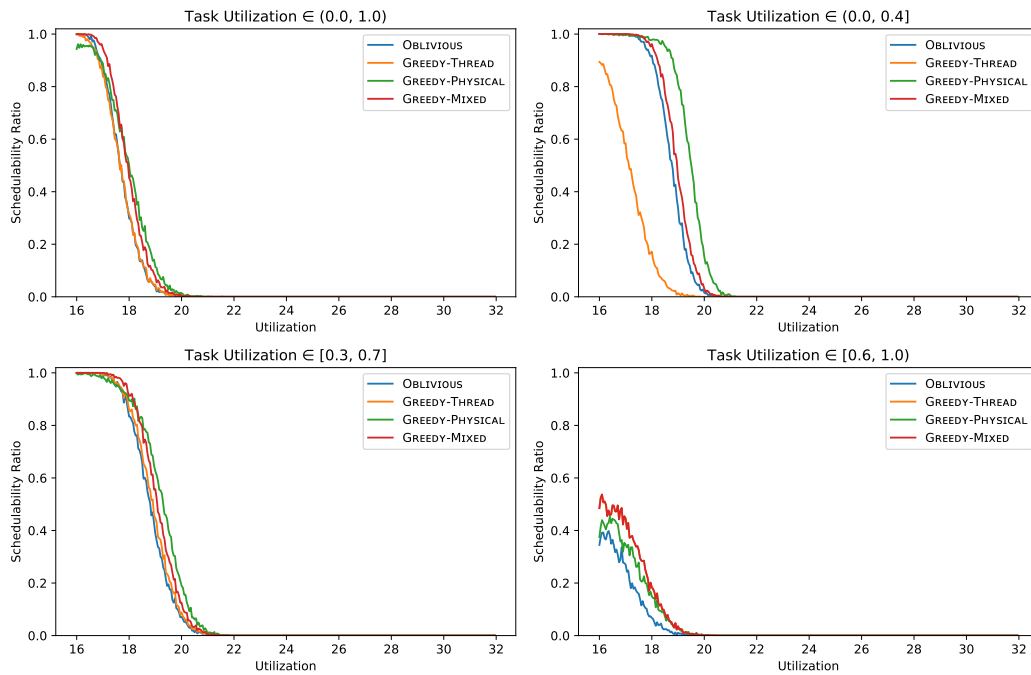 Task Utilization ∈ (0.0, 1.0)
1.0
0.8
0.6
0.4
0.2
0.0
Schedulability Ratio
Oblivious
Greedy-Thread
Greedy-Physical
Greedy-Mixed
16 18 20 22 24 26 28 30 32
Utilization
Task Utilization ∈ (0.0, 0.4]
1.0
0.8
0.6
0.4
0.2
0.0
Schedulability Ratio
Oblivious
Greedy-Thread
Greedy-Physical
Greedy-Mixed
16 18 20 22 24 26 28 30 32
Utilization
Task Utilization ∈ [0.3, 0.7]
1.0
0.8
0.6
0.4
0.2
0.0
Schedulability Ratio
Oblivious
Greedy-Thread
Greedy-Physical
Greedy-Mixed
16 18 20 22 24 26 28 30 32
Utilization
Task Utilization ∈ [0.6, 1.0)
1.0
0.8
0.6
0.4
0.2
0.0
Schedulability Ratio
Oblivious
Greedy-Thread
Greedy-Physical
Greedy-Mixed
16 18 20 22 24 26 28 30 32
Utilization